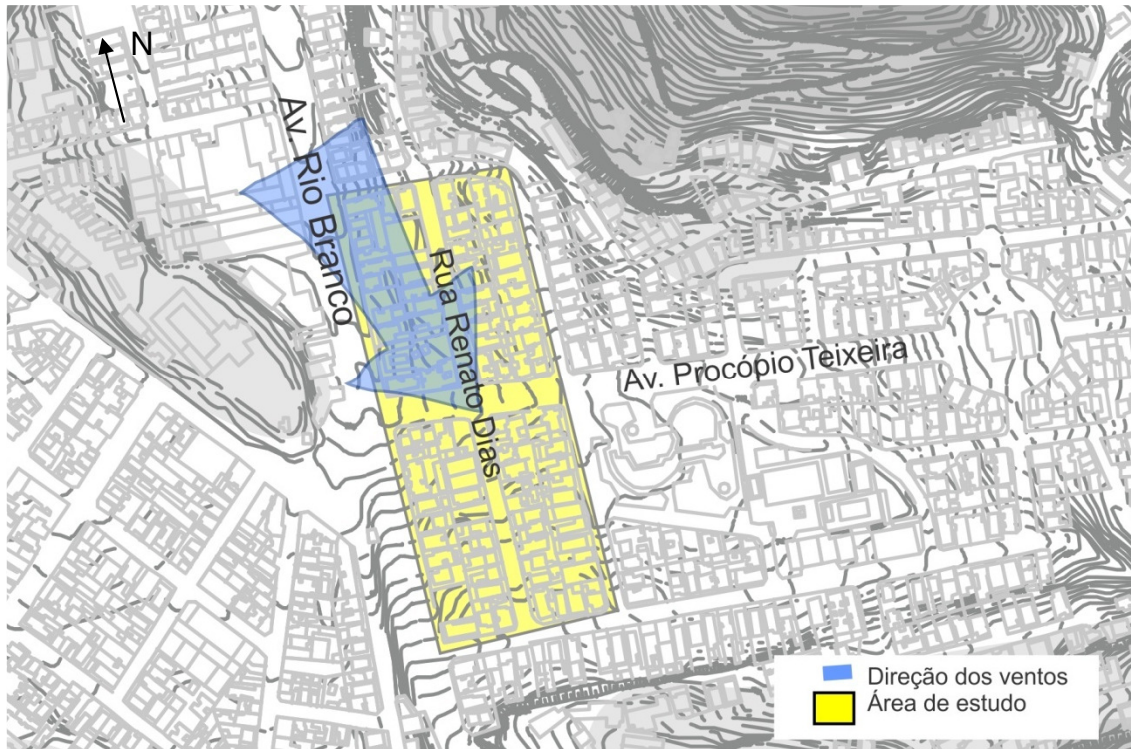 N
Av. Rio Branco
Rua Renato Dias
Av. Procópio Teixeira
Direção dos ventos
Área de estudo